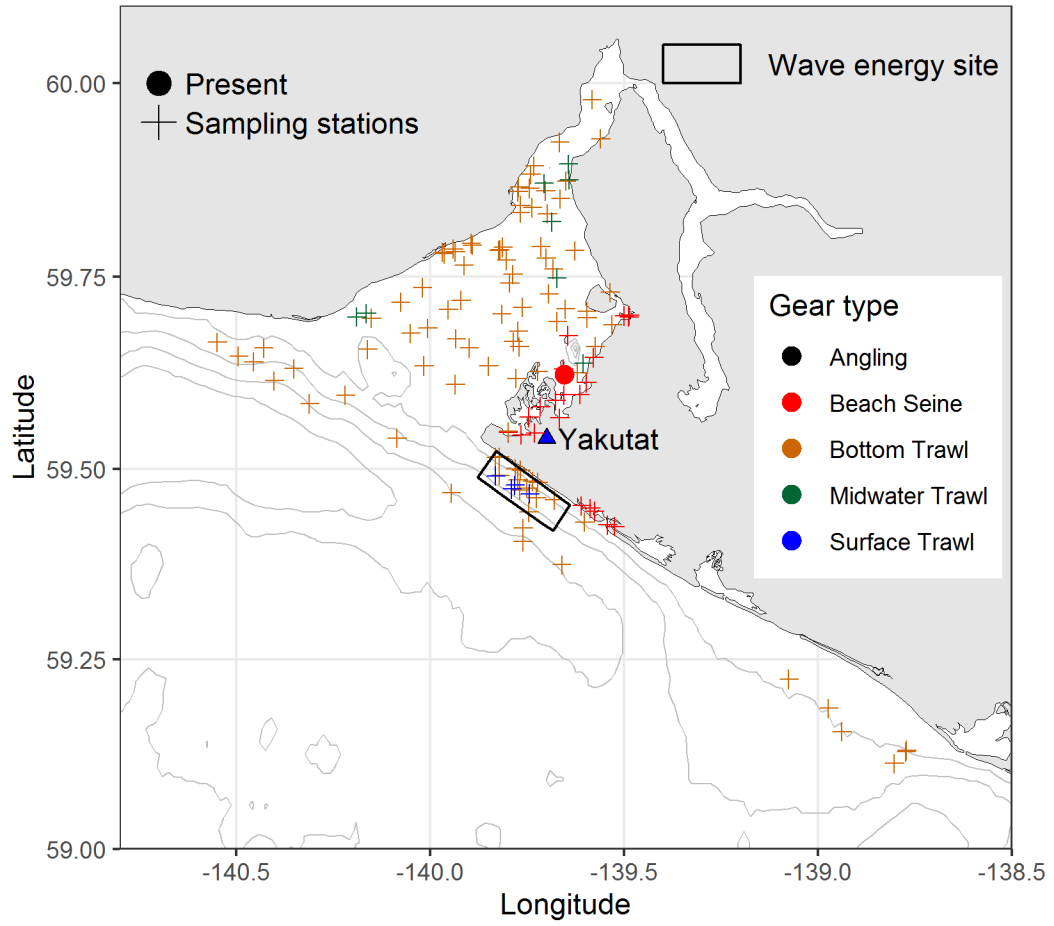 Present
Sampling stations
Wave energy site
Gear type
Angling
Beach Seine
Bottom Trawl
Midwater Trawl
Surface Trawl
Yakutat
Latitude
60.00
59.75
59.50
59.25
59.00
-140.5
-140.0
-139.5
-139.0
-138.5
Longitude